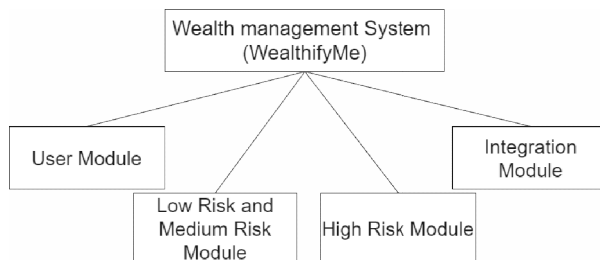 Wealth management System
(WealthifyMe)
User Module
Integration
Module
Low Risk and
Medium Risk
Module
High Risk Module